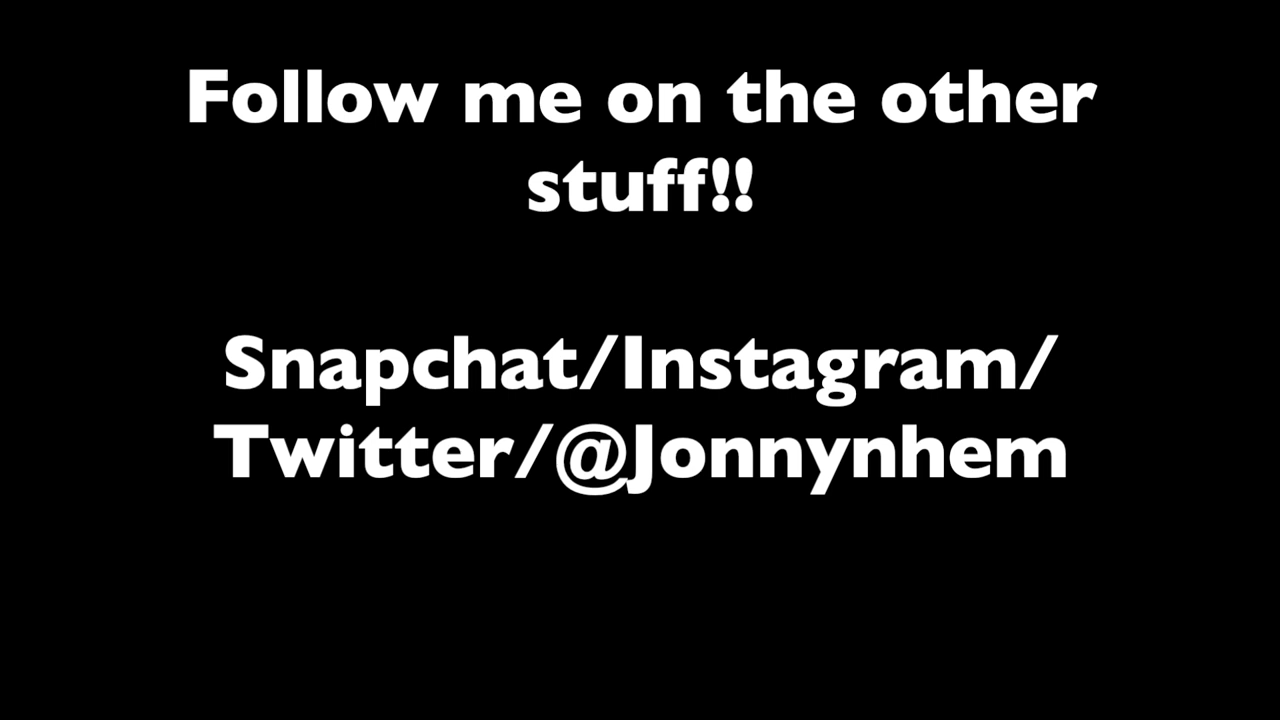 Follow me on the other
stuff!!
Snapchat/Instagram/
Twitter/@Jonnynhem